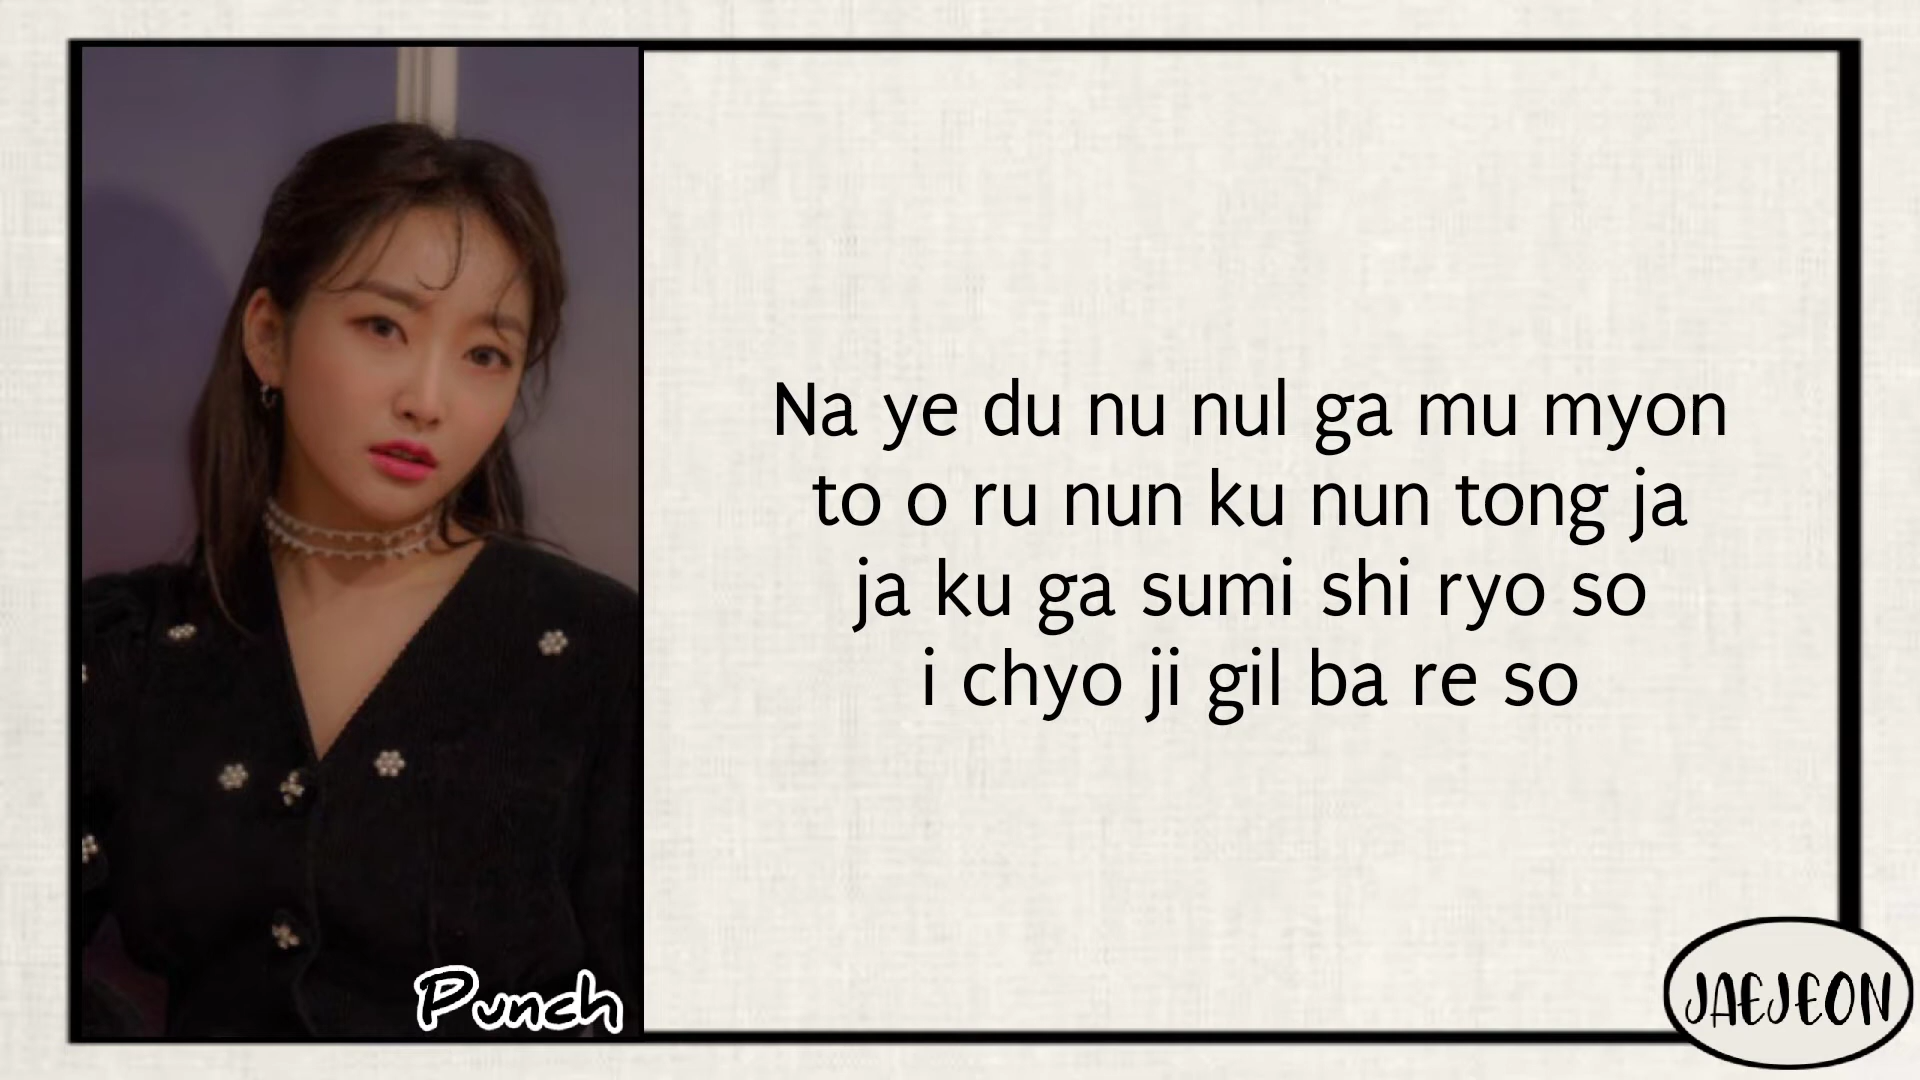 Na ye du nu nul ga mu myon
to o ru nun ku nun tong ja
ja ku ga sumi shi ryo so
i chyo ji gil ba re so
Punch
JAEJEON